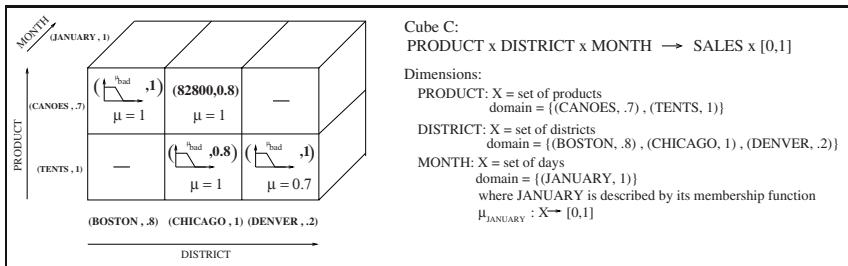 MONTH
(JANUARY, 1)
PRODUCT
(CANOES, .7)
(TENTS, 1)
( μbad ,1)
μ = 1
(82800,0.8)
μ = 1
—
—
( μbad ,0.8)
μ = 1
( μbad ,1)
μ = 0.7
(BOSTON , .8) (CHICAGO , 1) (DENVER , .2)
DISTRICT
Cube C:
PRODUCT x DISTRICT x MONTH → SALES x [0,1]
Dimensions:
PRODUCT: X = set of products
domain = {(CANOES, .7) , (TENTS, 1)}
DISTRICT: X = set of districts
domain = {(BOSTON, .8) , (CHICAGO, 1) , (DENVER, .2)}
MONTH: X = set of days
domain = {(JANUARY, 1)}
where JANUARY is described by its membership function
μJANUARY : X→ [0,1]